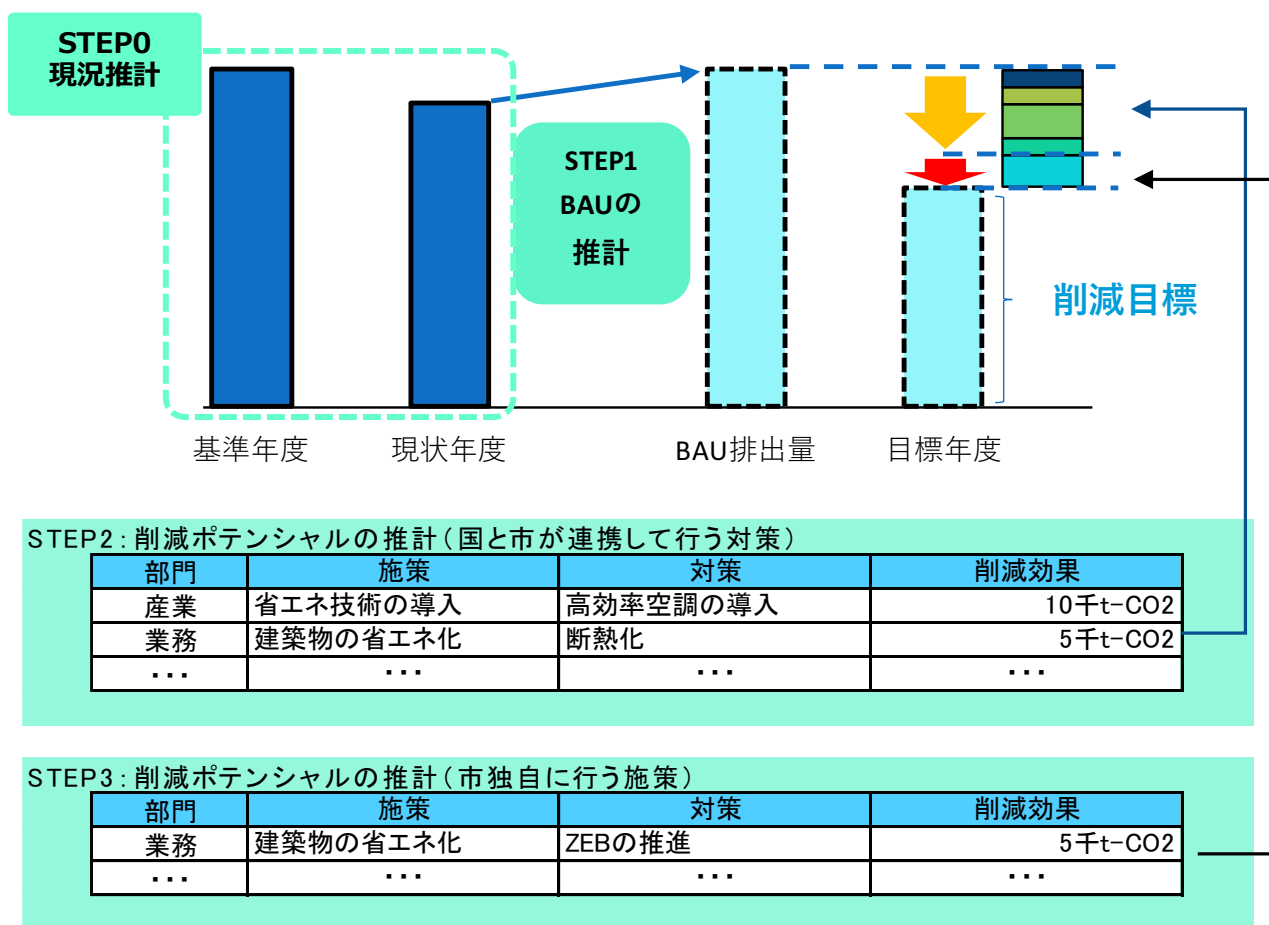 STEP0
現況推計
STEP1
BAUの
推計
削減目標
基準年度
現状年度
BAU排出量
目標年度
STEP2：削減ポテンシャルの推計（国と市が連携して行う対策）
部門 施策 対策 削減効果
産業 省エネ技術の導入 高効率空調の導入 10千t-CO2
業務 建築物の省エネ化 断熱化 5千t-CO2
・・・ ・・・ ・・・ ・・・
STEP3：削減ポテンシャルの推計（市独自に行う施策）
部門 施策 対策 削減効果
業務 建築物の省エネ化 ZEBの推進 5千t-CO2
・・・ ・・・ ・・・ ・・・